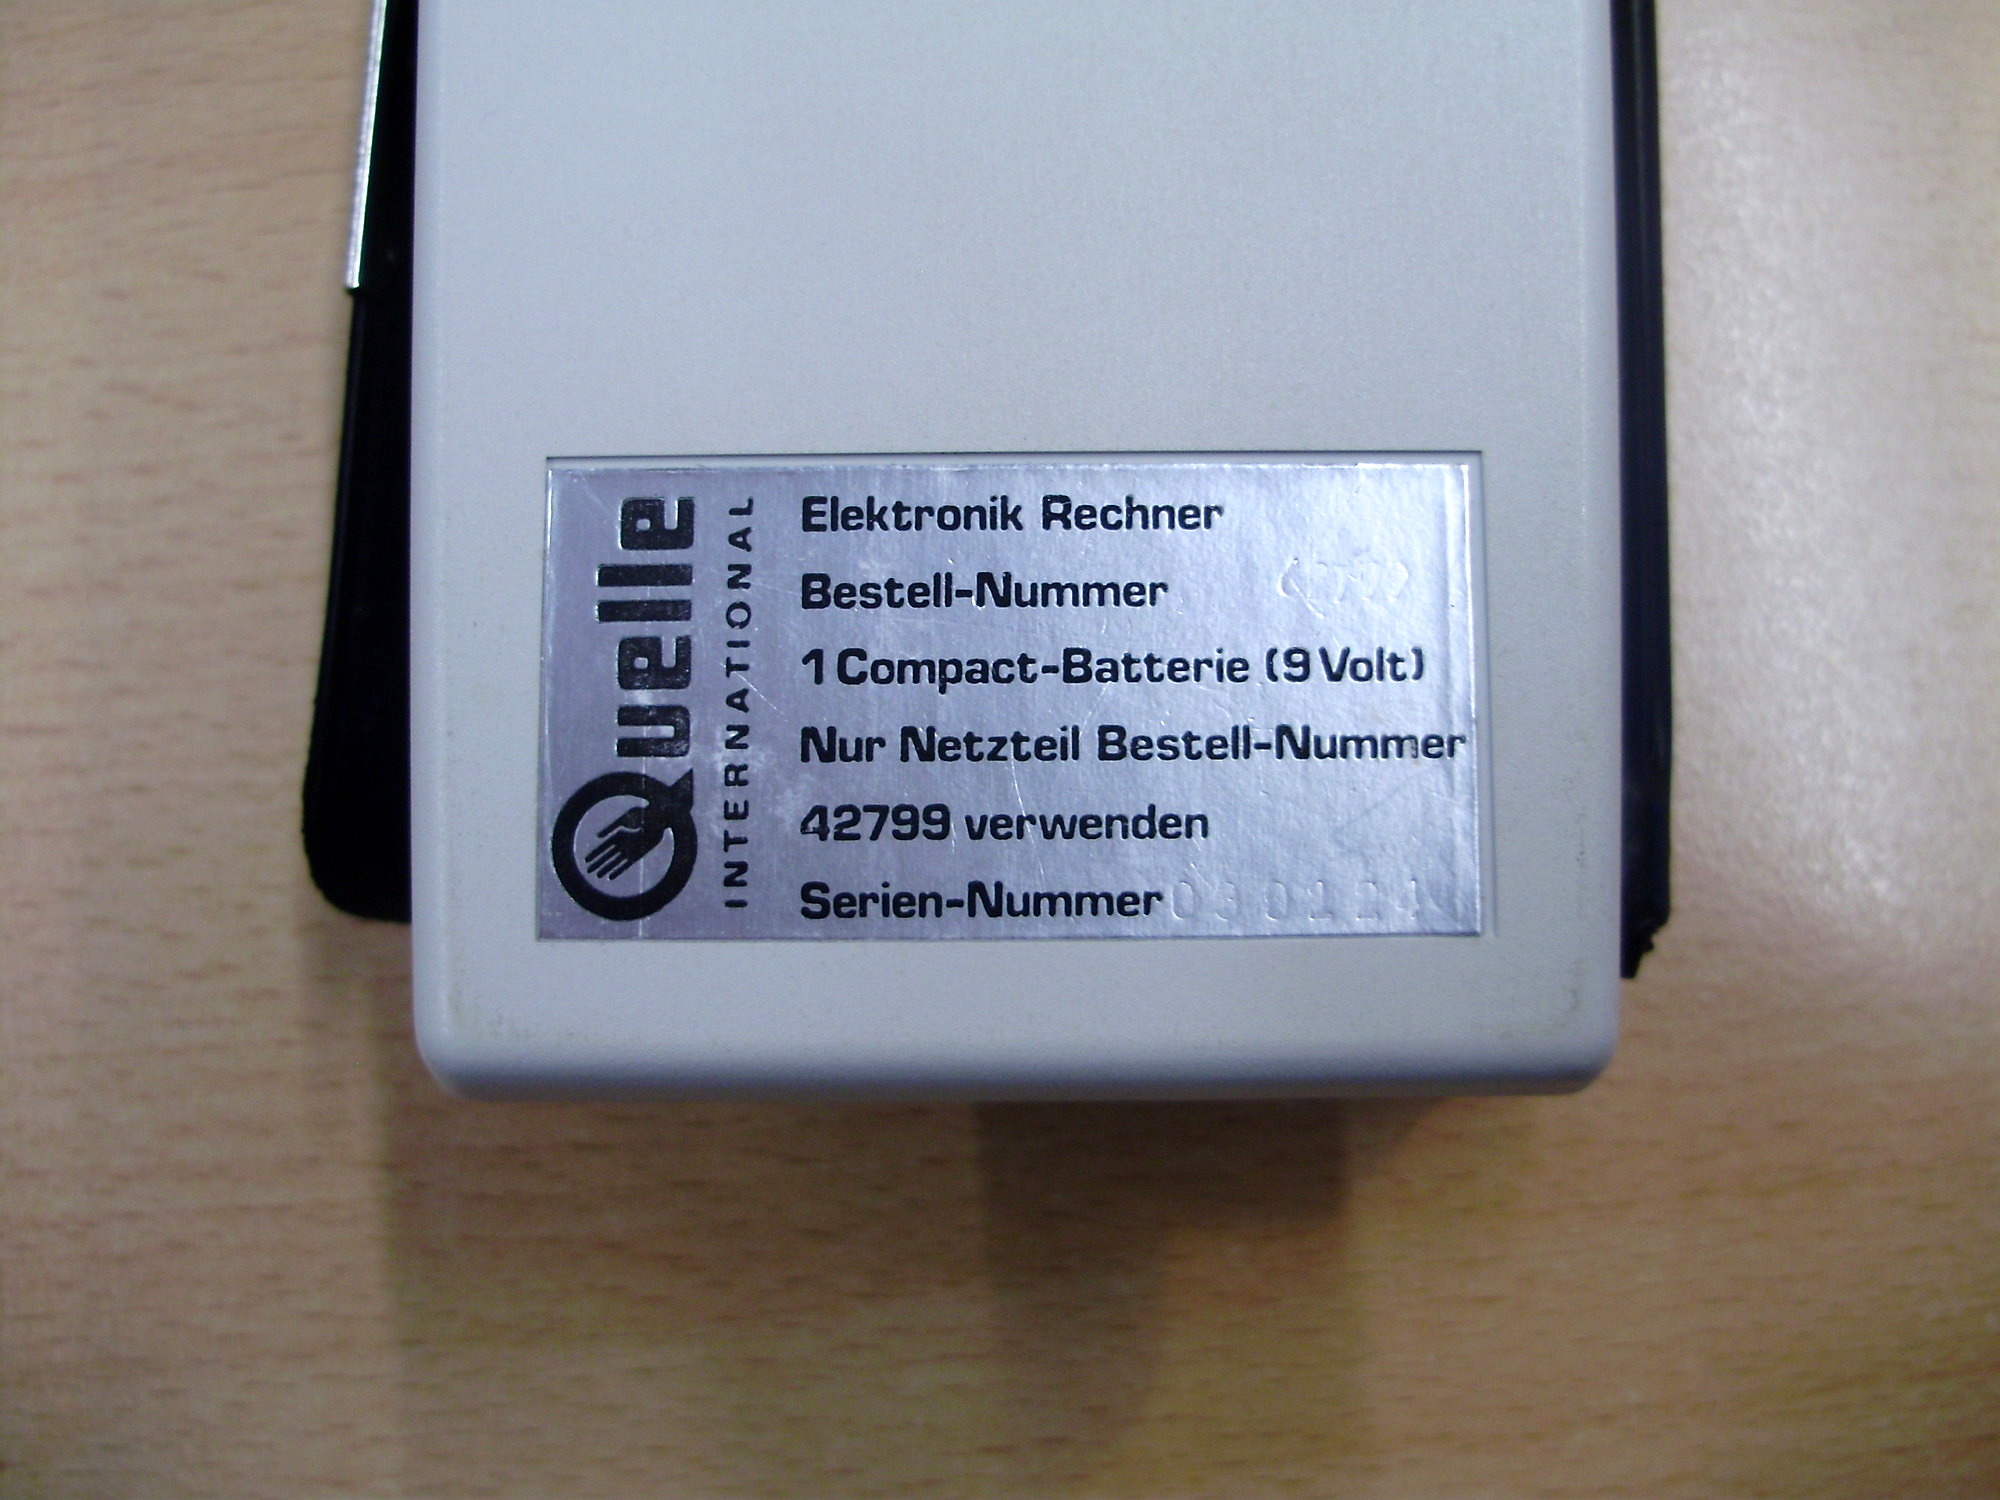 Quelle
INTERNATIONAL
Elektronik Rechner
Bestell-Nummer
1 Compact-Batterie (9 Volt)
Nur Netzteil Bestell-Nummer
42799 verwenden
Serien-Nummer